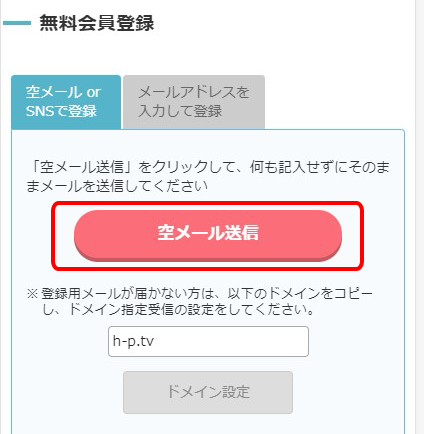 無料会員登録
空メール or
SNSで登録
メールアドレスを
入力して登録
「空メール送信」をクリックして、何も記入せずにそのま
まメールを送信してください
空メール送信
※ 登録用メールが届かない方は、以下のドメインをコピー
し、ドメイン指定受信の設定をしてください。
h-p.tv
ドメイン設定